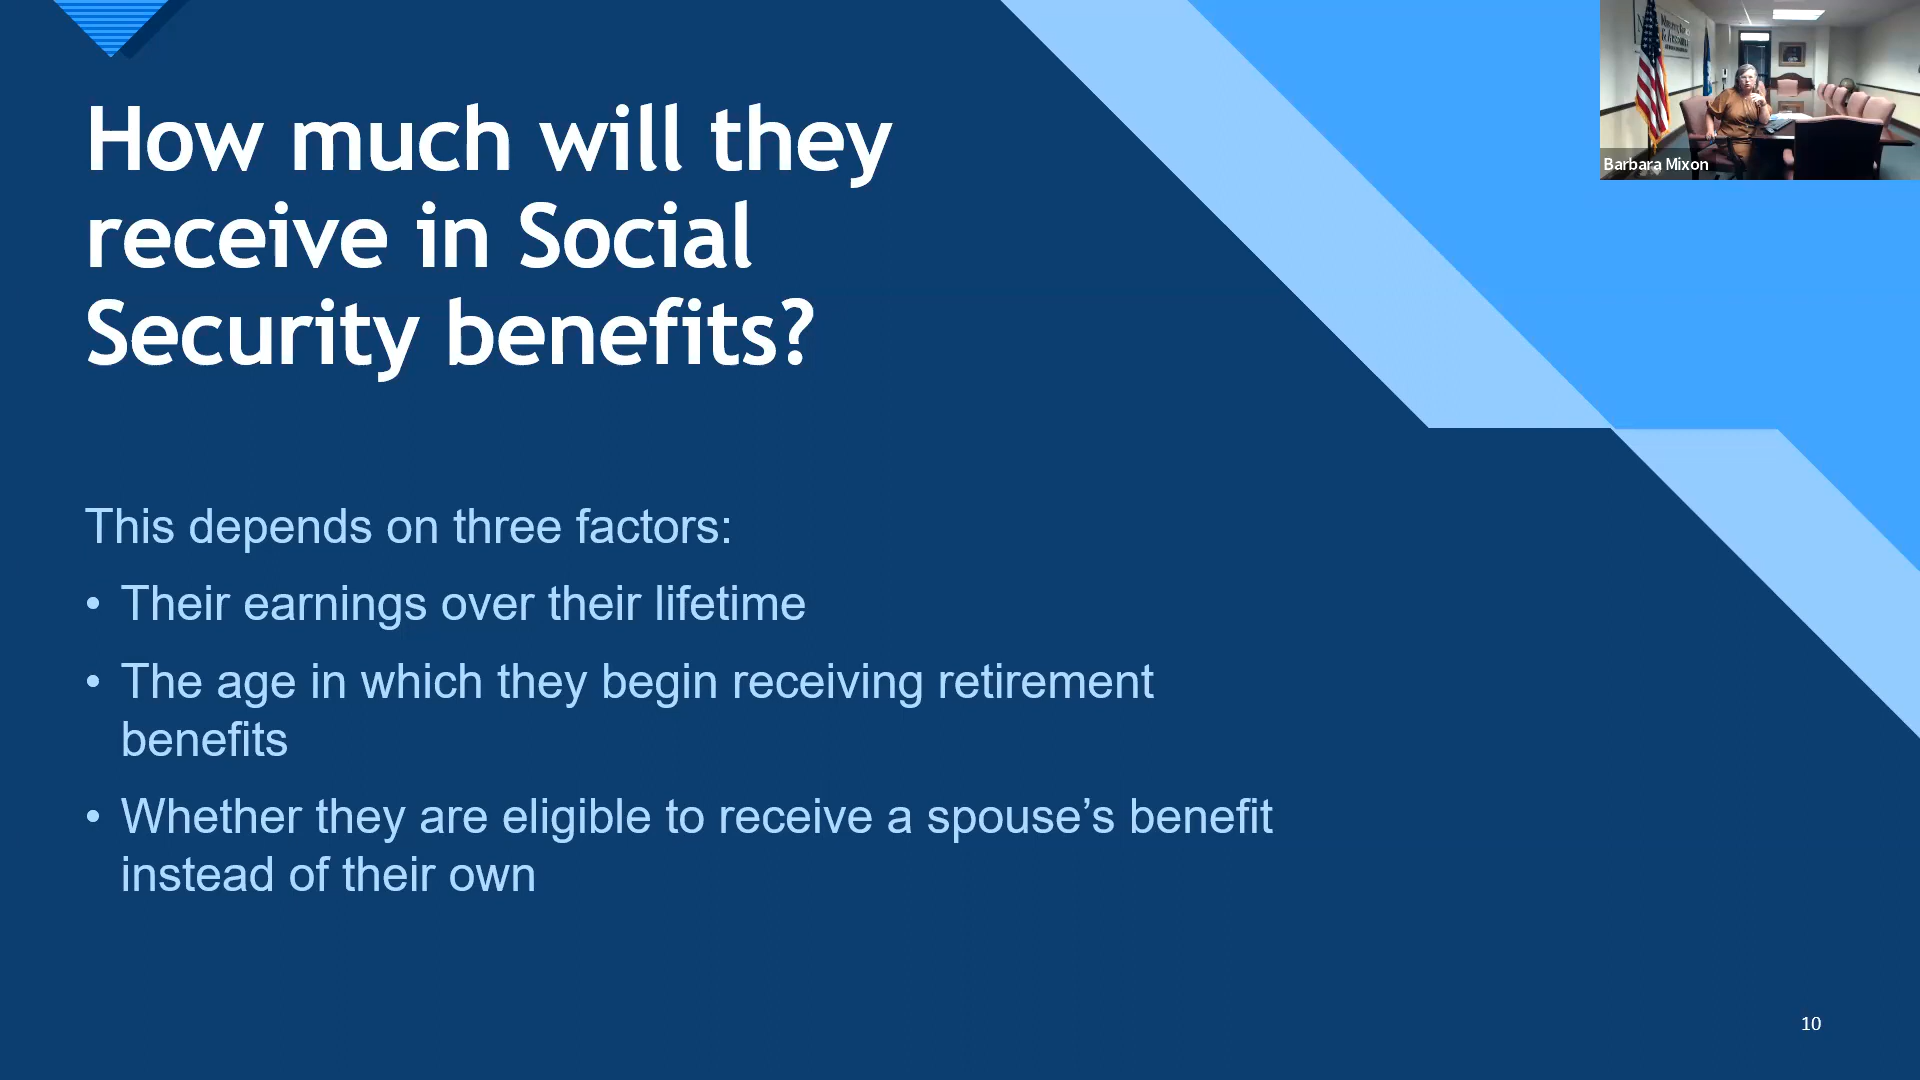 How much will they
receive in Social
Security benefits?
This depends on three factors:
• Their earnings over their lifetime
• The age in which they begin receiving retirement
benefits
• Whether they are eligible to receive a spouse’s benefit
instead of their own
Barbara Mixon
10